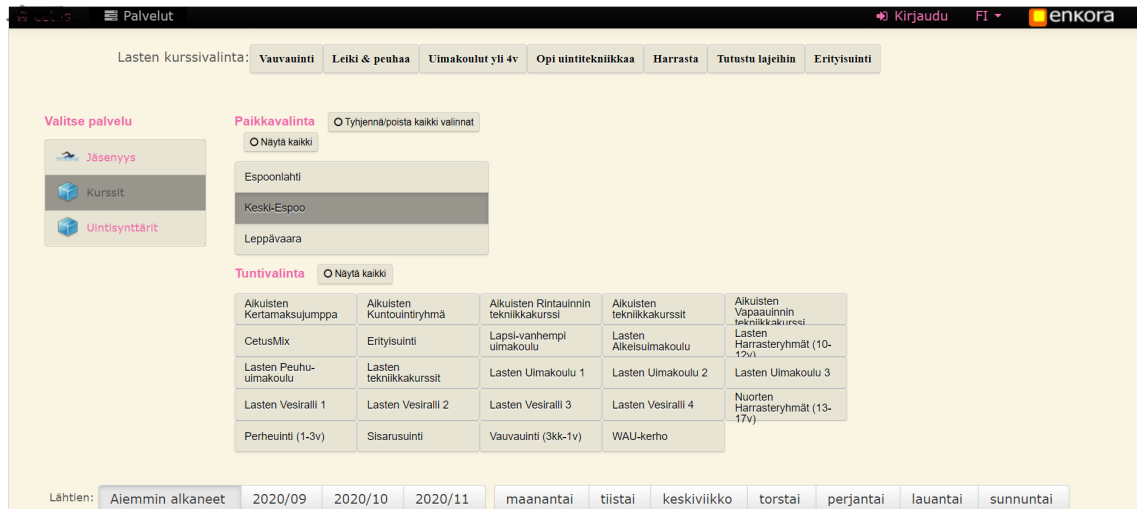 Palvelut
Kirjaudu
FI
enkora
Lasten kurssivalinta:
Vauvauinti
Leiki & peuhaa
Uimakoulut yli 4v
Opi uintitekniikkaa
Harrasta
Tutustu lajeihin
Erityisuinti
Valitse palvelu
Jäsenyys
Kurssit
Uintisynttärit
Paikkavalinta
Tyhjennä/poista kaikki valinnat
Näytä kaikki
Espoonlahti
Keski-Espoo
Leppävaara
Tuntivalinta
Näytä kaikki
Aikuisten
Kertamaksujumppa
Aikuisten
Kuntouintiryhmä
Aikuisten Rintauinnin
tekniikkakurssi
Aikuisten
tekniikkakurssit
Aikuisten
Vapaauinnin
tekniikkakurssi
CetusMix
Erityisuinti
Lapsi-vanhempi
uimakoulu
Lasten
Alkeisuimakoulu
Lasten
Harrasteryhmät (10-
12v)
Lasten Peuhu-
uimakoulu
Lasten
tekniikkakurssit
Lasten Uimakoulu 1
Lasten Uimakoulu 2
Lasten Uimakoulu 3
Lasten Vesiralli 1
Lasten Vesiralli 2
Lasten Vesiralli 3
Lasten Vesiralli 4
Nuorten
Harrasteryhmät (13-
17v)
Perheuinti (1-3v)
Sisarusuinti
Vauvauinti (3kk-1v)
WAU-kerho
Lähtien:
Aiemmin alkaneet
2020/09
2020/10
2020/11
maanantai
tiistai
keskiviikko
torstai
perjantai
lauantai
sunnuntai